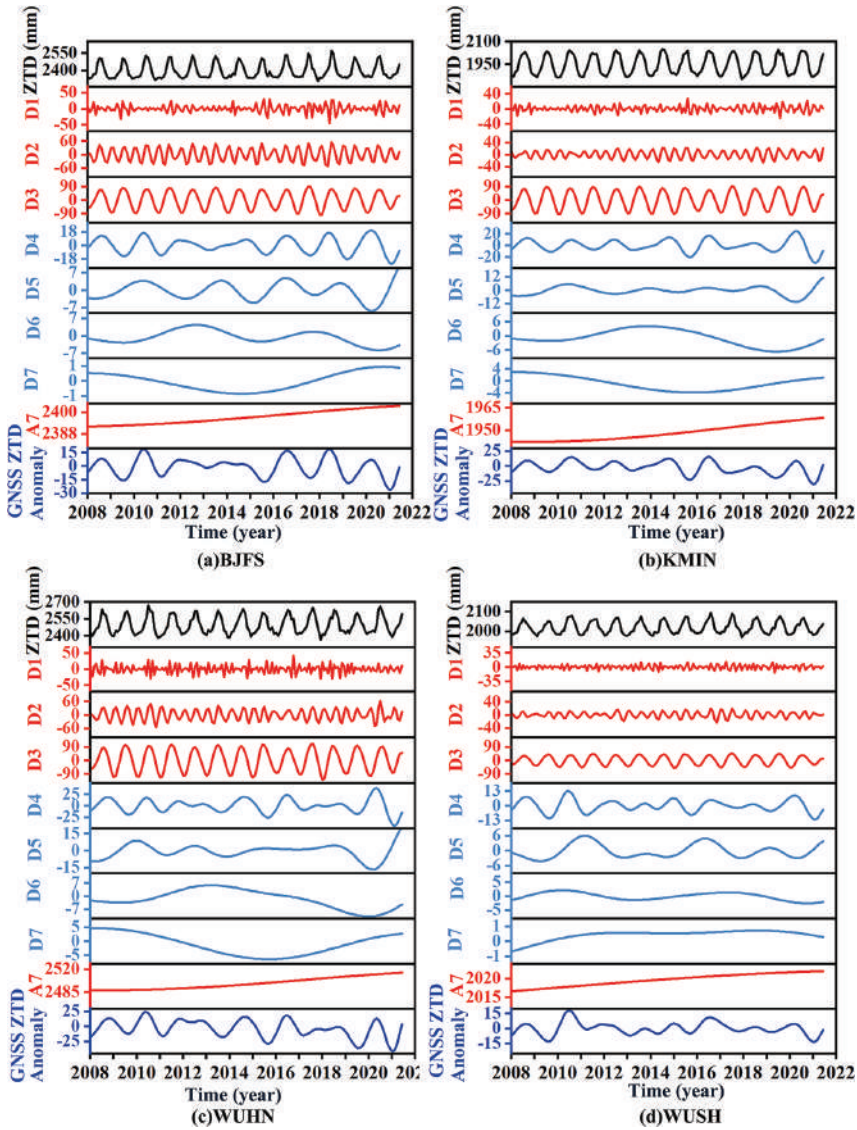 ZTD (mm)
2550
2400
D1
50
0
-50
D2
60
0
-60
D3
90
0
-90
D4
18
0
-18
D5
7
0
-7
D6
7
0
-7
D7
1
0
-1
A7
2400
2388
GNSS ZTD
Anomaly
15
0
-15
-30
2008 2010 2012 2014 2016 2018 2020 2022
Time (year)
(a)BJFS
ZTD (mm)
2100
1950
D1
40
0
-40
D2
40
0
-40
D3
90
0
-90
D4
20
0
-20
D5
12
0
-12
D6
6
0
-6
D7
4
0
-4
A7
1965
1950
GNSS ZTD
Anomaly
25
0
-25
2008 2010 2012 2014 2016 2018 2020 2022
Time (year)
(b)KMIN
ZTD (mm)
2700
2550
2400
D1
50
0
-50
D2
60
0
-60
D3
90
0
-90
D4
25
0
-25
D5
15
0
-15
D6
7
0
-7
D7
5
0
-5
A7
2520
2485
GNSS ZTD
Anomaly
25
0
-25
2008 2010 2012 2014 2016 2018 2020 202
Time (year)
(c)WUHN
ZTD (mm)
2100
2000
D1
35
0
-35
D2
40
0
-40
D3
90
0
-90
D4
13
0
-13
D5
6
0
-6
D6
5
0
-5
D7
1
0
-1
A7
2020
2015
GNSS ZTD
Anomaly
15
0
-15
2008 2010 2012 2014 2016 2018 2020 2022
Time (year)
(d)WUSH